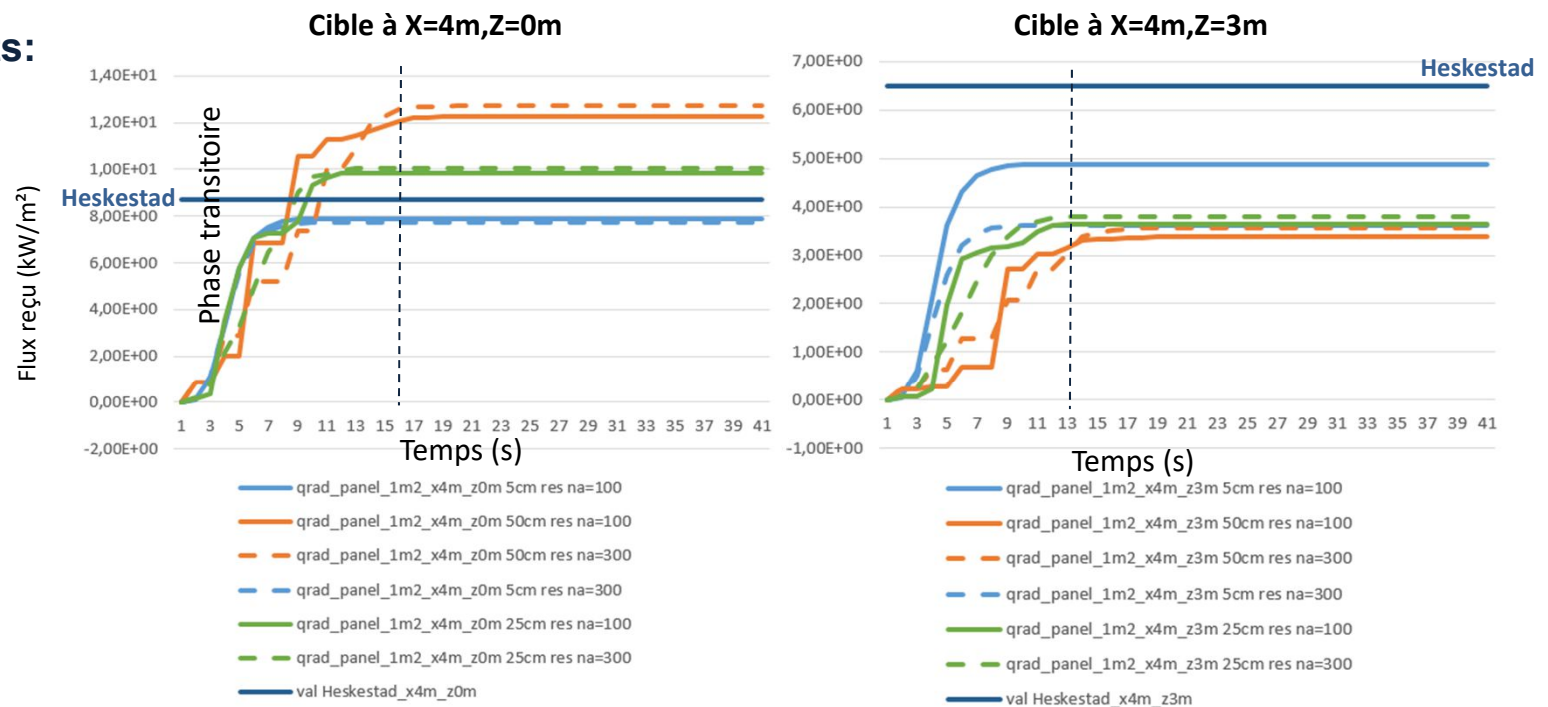 ts:
Cible à X=4m,Z=0m
1,40E+01
1,20E+01
1,00E+01
8,00E+00
6,00E+00
4,00E+00
2,00E+00
0,00E+00
-2,00E+00
Flux reçu (kW/m²)
Heskestad
Phase transitoire
1 3 5 7 9 11 13 15 17 19 21 23 25 27 29 31 33 35 37 39 41
Temps (s)
qrad_panel_1m2_x4m_z0m 5cm res na=100
qrad_panel_1m2_x4m_z0m 50cm res na=100
qrad_panel_1m2_x4m_z0m 50cm res na=300
qrad_panel_1m2_x4m_z0m 5cm res na=300
qrad_panel_1m2_x4m_z0m 25cm res na=100
qrad_panel_1m2_x4m_z0m 25cm res na=300
val Heskestad_x4m_z0m
Cible à X=4m,Z=3m
7,00E+00
6,00E+00
5,00E+00
4,00E+00
3,00E+00
2,00E+00
1,00E+00
0,00E+00
-1,00E+00
Heskestad
1 3 5 7 9 11 13 15 17 19 21 23 25 27 29 31 33 35 37 39 41
Temps (s)
qrad_panel_1m2_x4m_z3m 5cm res na=100
qrad_panel_1m2_x4m_z3m 50cm res na=100
qrad_panel_1m2_x4m_z3m 50cm res na=300
qrad_panel_1m2_x4m_z3m 5cm res na=300
qrad_panel_1m2_x4m_z3m 25cm res na=100
qrad_panel_1m2_x4m_z3m 25cm res na=300
val Heskestad_x4m_z3m